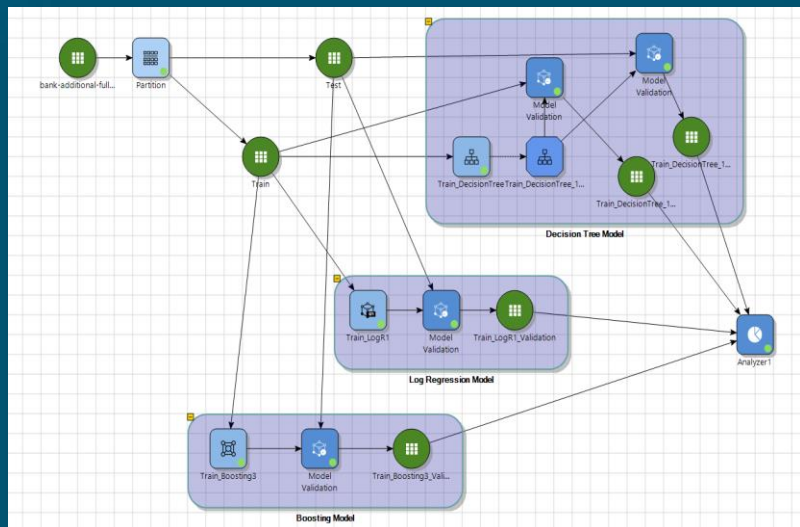 bank-additional-full...
Partition
Test
Train
Model
Validation
Model
Validation
Train_DecisionTree
Train_DecisionTree_1...
Train_DecisionTree_1...
Train_DecisionTree_1...
Decision Tree Model
Train_LogR1
Model
Validation
Train_LogR1_Validation
Log Regression Model
Analyzer1
Train_Boosting3
Model
Validation
Train_Boosting3_Vali...
Boosting Model